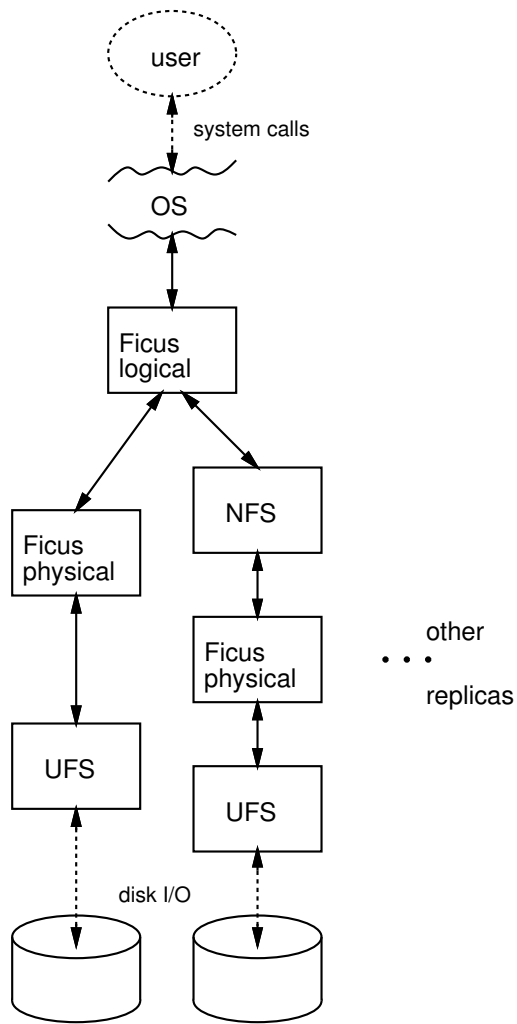 user
system calls
OS
Ficus
logical
NFS
Ficus
physical
other
Ficus
physical
replicas
UFS
UFS
disk I/O